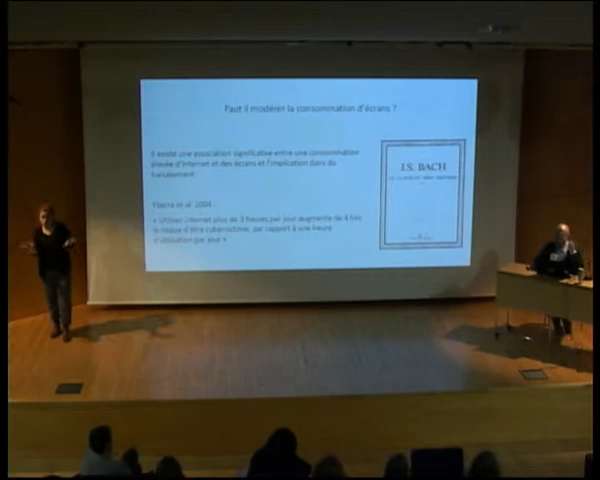 Faut il modérer la consommation d'écrans ?
Il existe une association significative entre une consommation
élevée d'internet et des écrans et l'implication dans du
harcèlement
et al 2004 :
« Utiliser internet plus de 3 heures par jour augmente de 4 fois
le risque d'être cybervictime, par rapport à une heure
d'utilisation par jour »
J.S. BACH